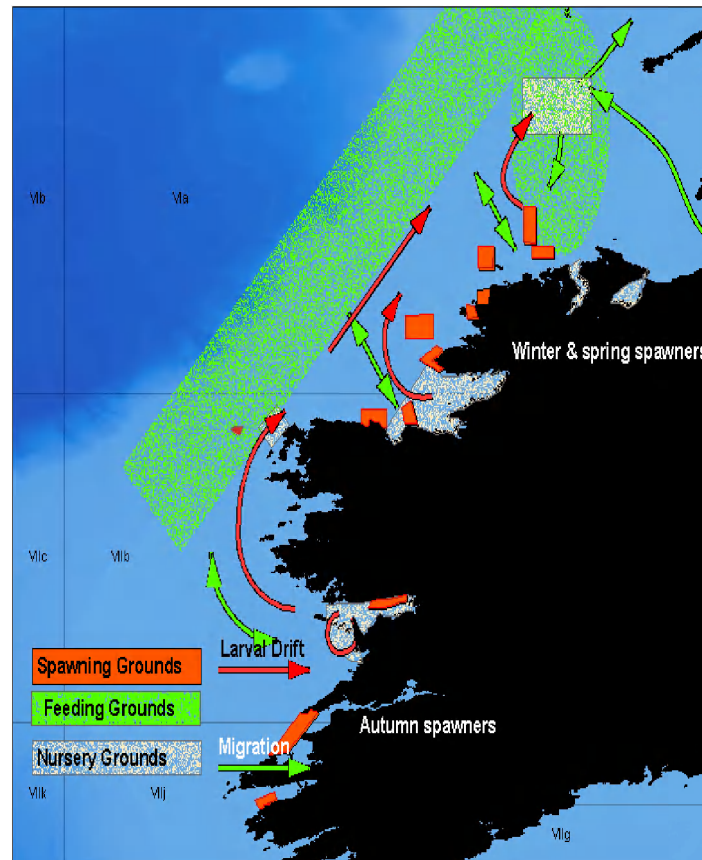 VIb
VIa
Winter & spring spawners
VIIc
VIIb
Larval Drift
Spawning Grounds
Feeding Grounds
Autumn spawners
Migration
Nursery Grounds
VIIk
VIIj
VIIg